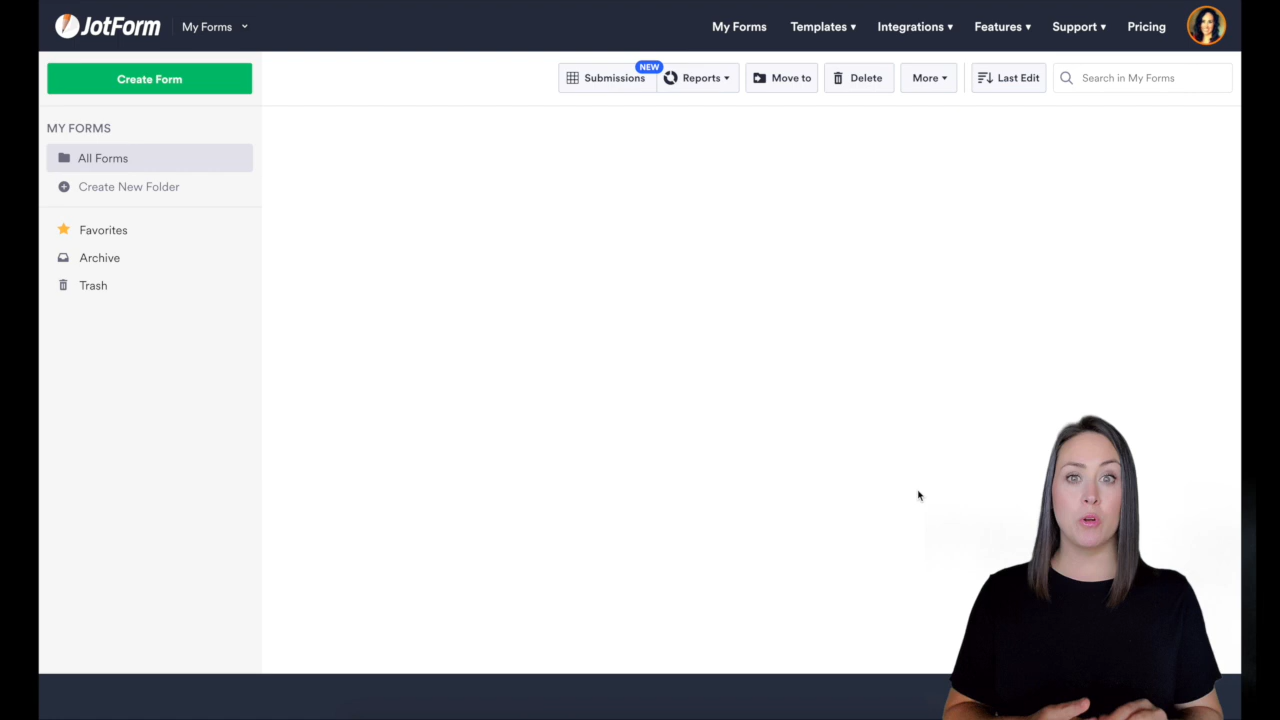 JotForm My Forms My Forms Templates Integrations Features Support Pricing
Create Form
NEW
Submissions Reports Move to Delete More Last Edit Search in My Forms
MY FORMS
All Forms
Create New Folder
Favorites
Archive
Trash